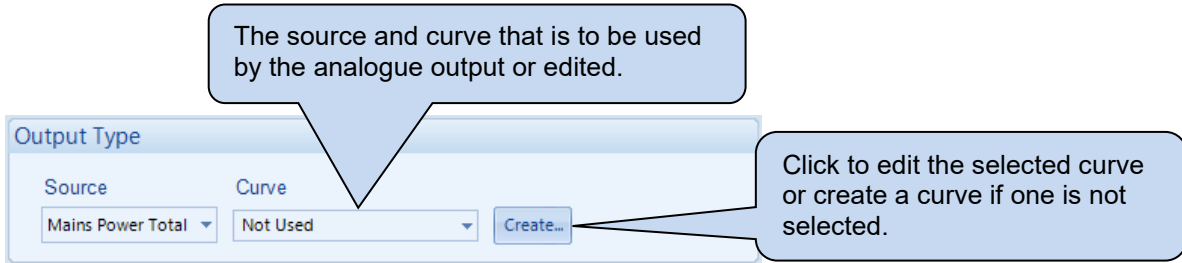 The source and curve that is to be used
by the analogue output or edited.
Output Type
Source Curve
Mains Power Total Not Used Create...
Click to edit the selected curve
or create a curve if one is not
selected.